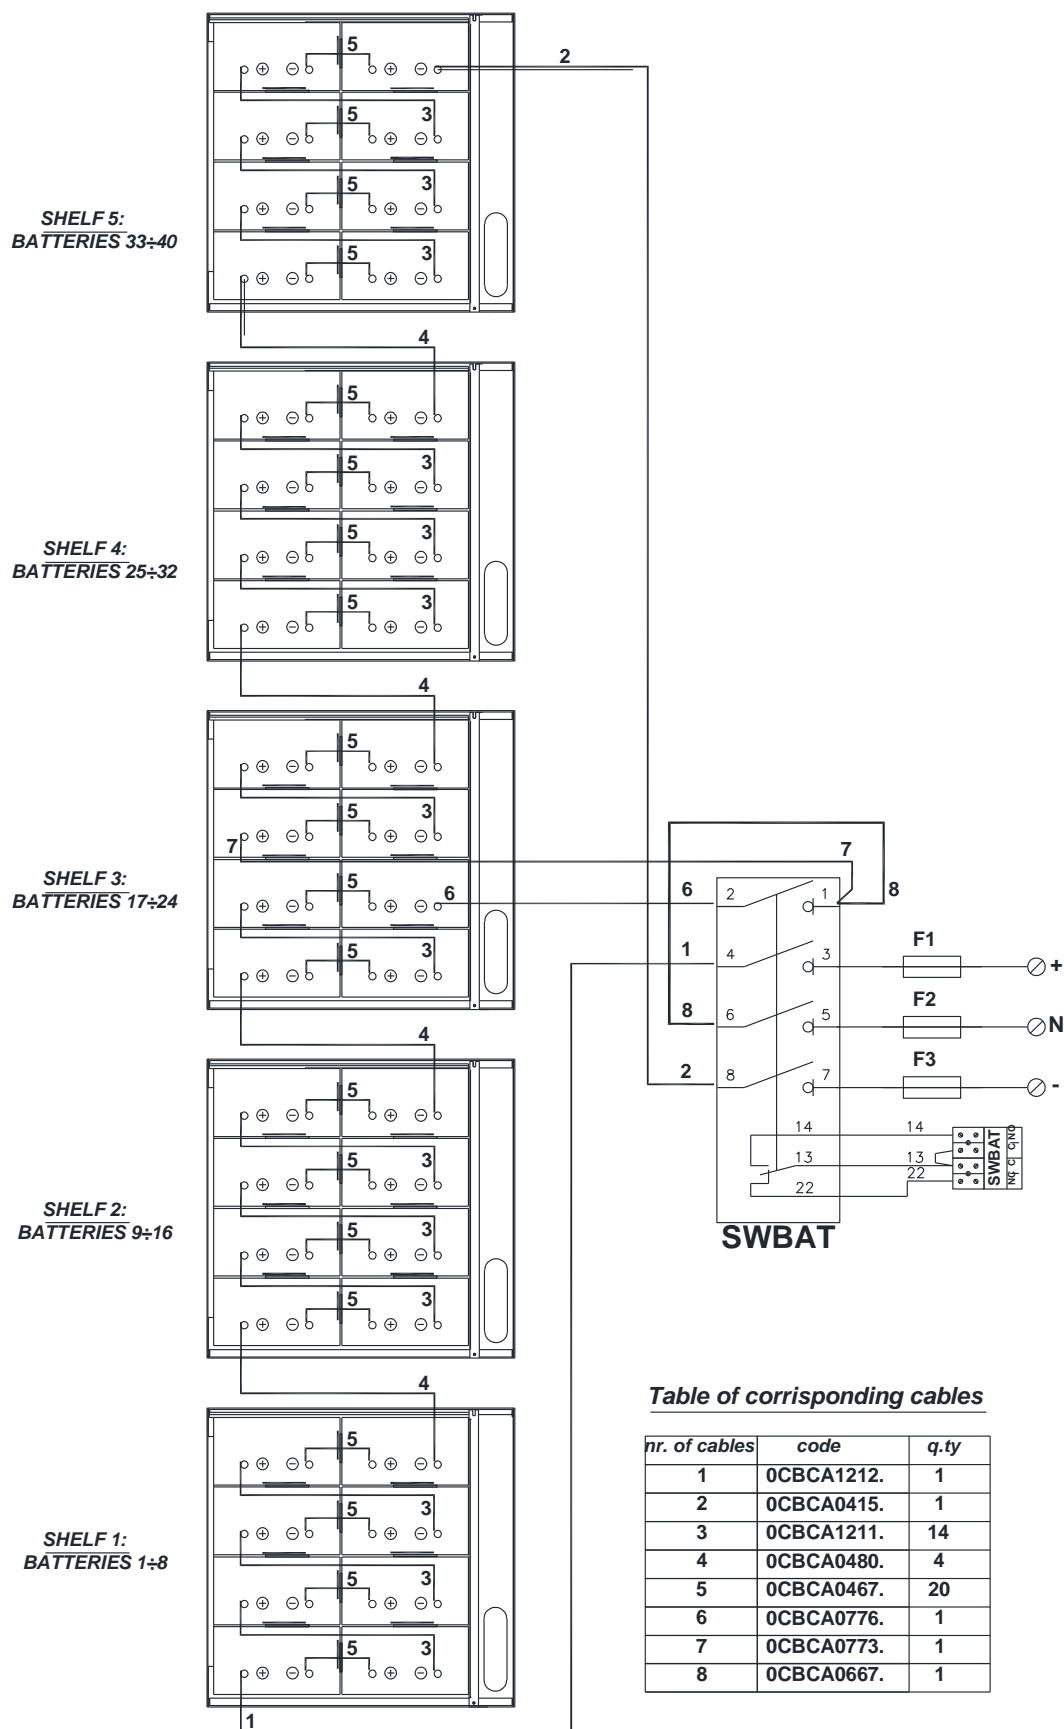 5
2
5
3
5
3
SHELF 5:
BATTERIES 33÷40
5
3
4
5
5
3
5
3
SHELF 4:
BATTERIES 25÷32
5
3
4
5
5
3
7
7
SHELF 3:
BATTERIES 17÷24
5
6
6
2
1
8
5
3
1
4
3
F1
+
8
6
5
F2
N
4
2
8
7
F3
-
5
14
14
5
3
13
13
22
22
SWBAT
NC C C NO
SHELF 2:
BATTERIES 9÷16
5
3
SWBAT
5
3
4
Table of corrisponding cables
nr. of cables code q.ty
1 0CBCA1212. 1
2 0CBCA0415. 1
3 0CBCA1211. 14
4 0CBCA0480. 4
5 0CBCA0467. 20
6 0CBCA0776. 1
7 0CBCA0773. 1
8 0CBCA0667. 1
5
5
3
SHELF 1:
BATTERIES 1÷8
5
3
5
3
1